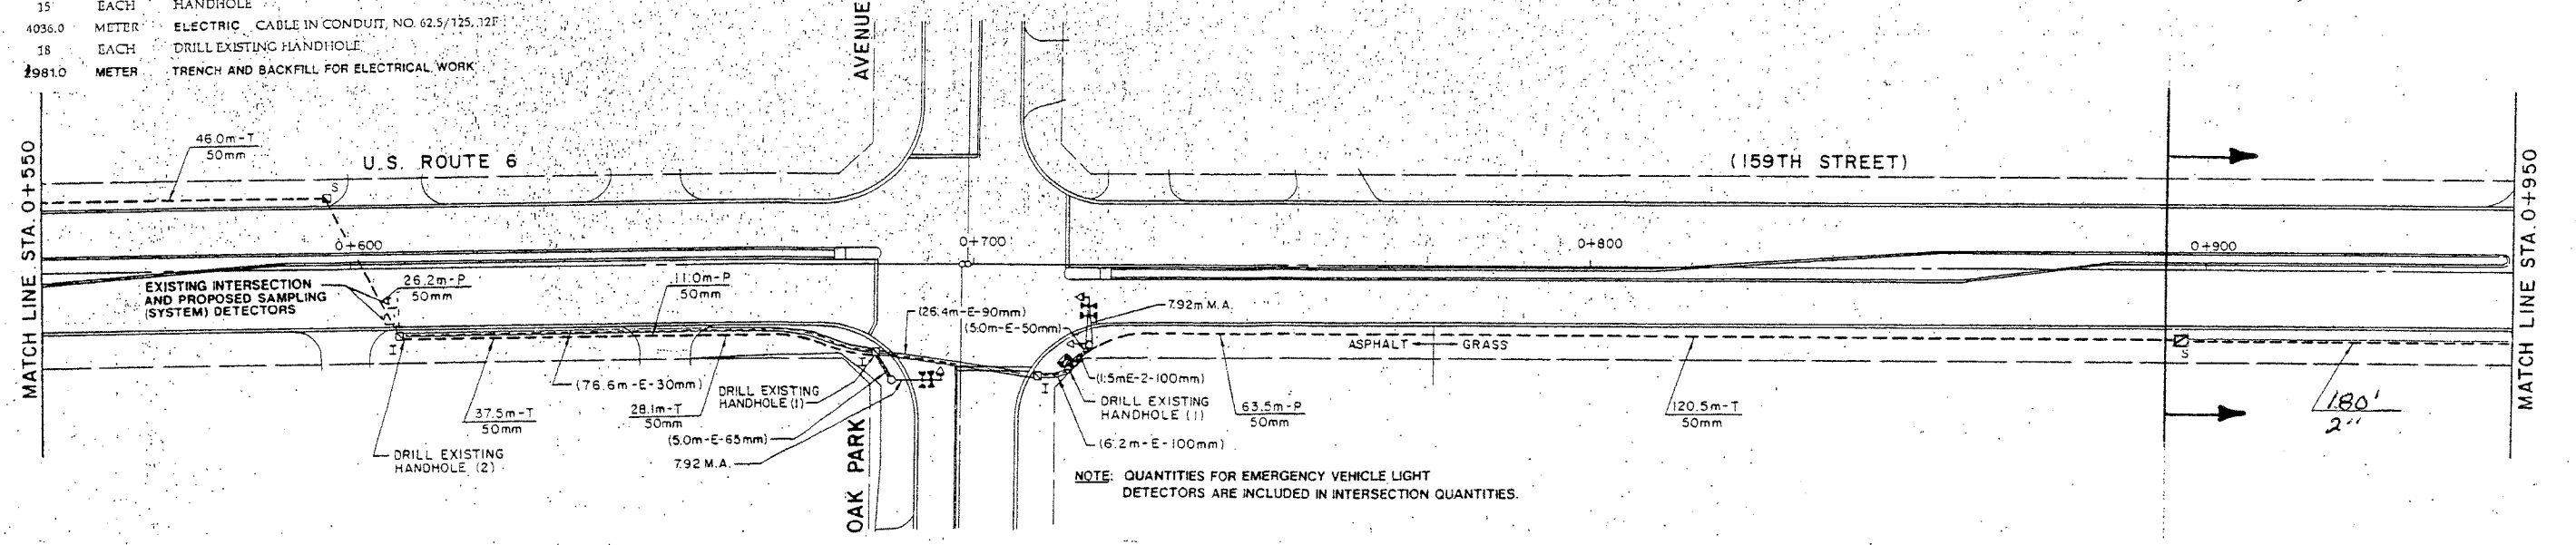 15 EACH HANDHOLE
4036.0 METER ELECTRIC CABLE IN CONDUIT, NO. 62.5/125, 12F
18 EACH DRILL EXISTING HANDHOLE
2981.0 METER TRENCH AND BACKFILL FOR ELECTRICAL WORK
AVENUE
MATCH LINE STA. 0+550
46.0m-T
50mm
U.S. ROUTE 6
(159TH STREET)
MATCH LINE STA. 0+950
S
0+600
0+700
0+800
0+900
EXISTING INTERSECTION
AND PROPOSED SAMPLING
(SYSTEM) DETECTORS
26.2m-P
50mm
11.0m-P
50mm
(26.4m-E-90mm)
(5.0m-E-50mm)
7.92m M.A.
ASPHALT GRASS
I
I
I
S
(76.6m-E-30mm)
DRILL EXISTING
HANDHOLE (1)
(1.5mE-2-100mm)
DRILL EXISTING
HANDHOLE (1)
37.5m-T
50mm
28.1m-T
50mm
63.5m-P
50mm
120.5m-T
50mm
180'
2"
(5.0m-E-65mm)
7.92 M.A.
(6.2m-E-100mm)
DRILL EXISTING
HANDHOLE (2)
OAK PARK
NOTE: QUANTITIES FOR EMERGENCY VEHICLE LIGHT
DETECTORS ARE INCLUDED IN INTERSECTION QUANTITIES.